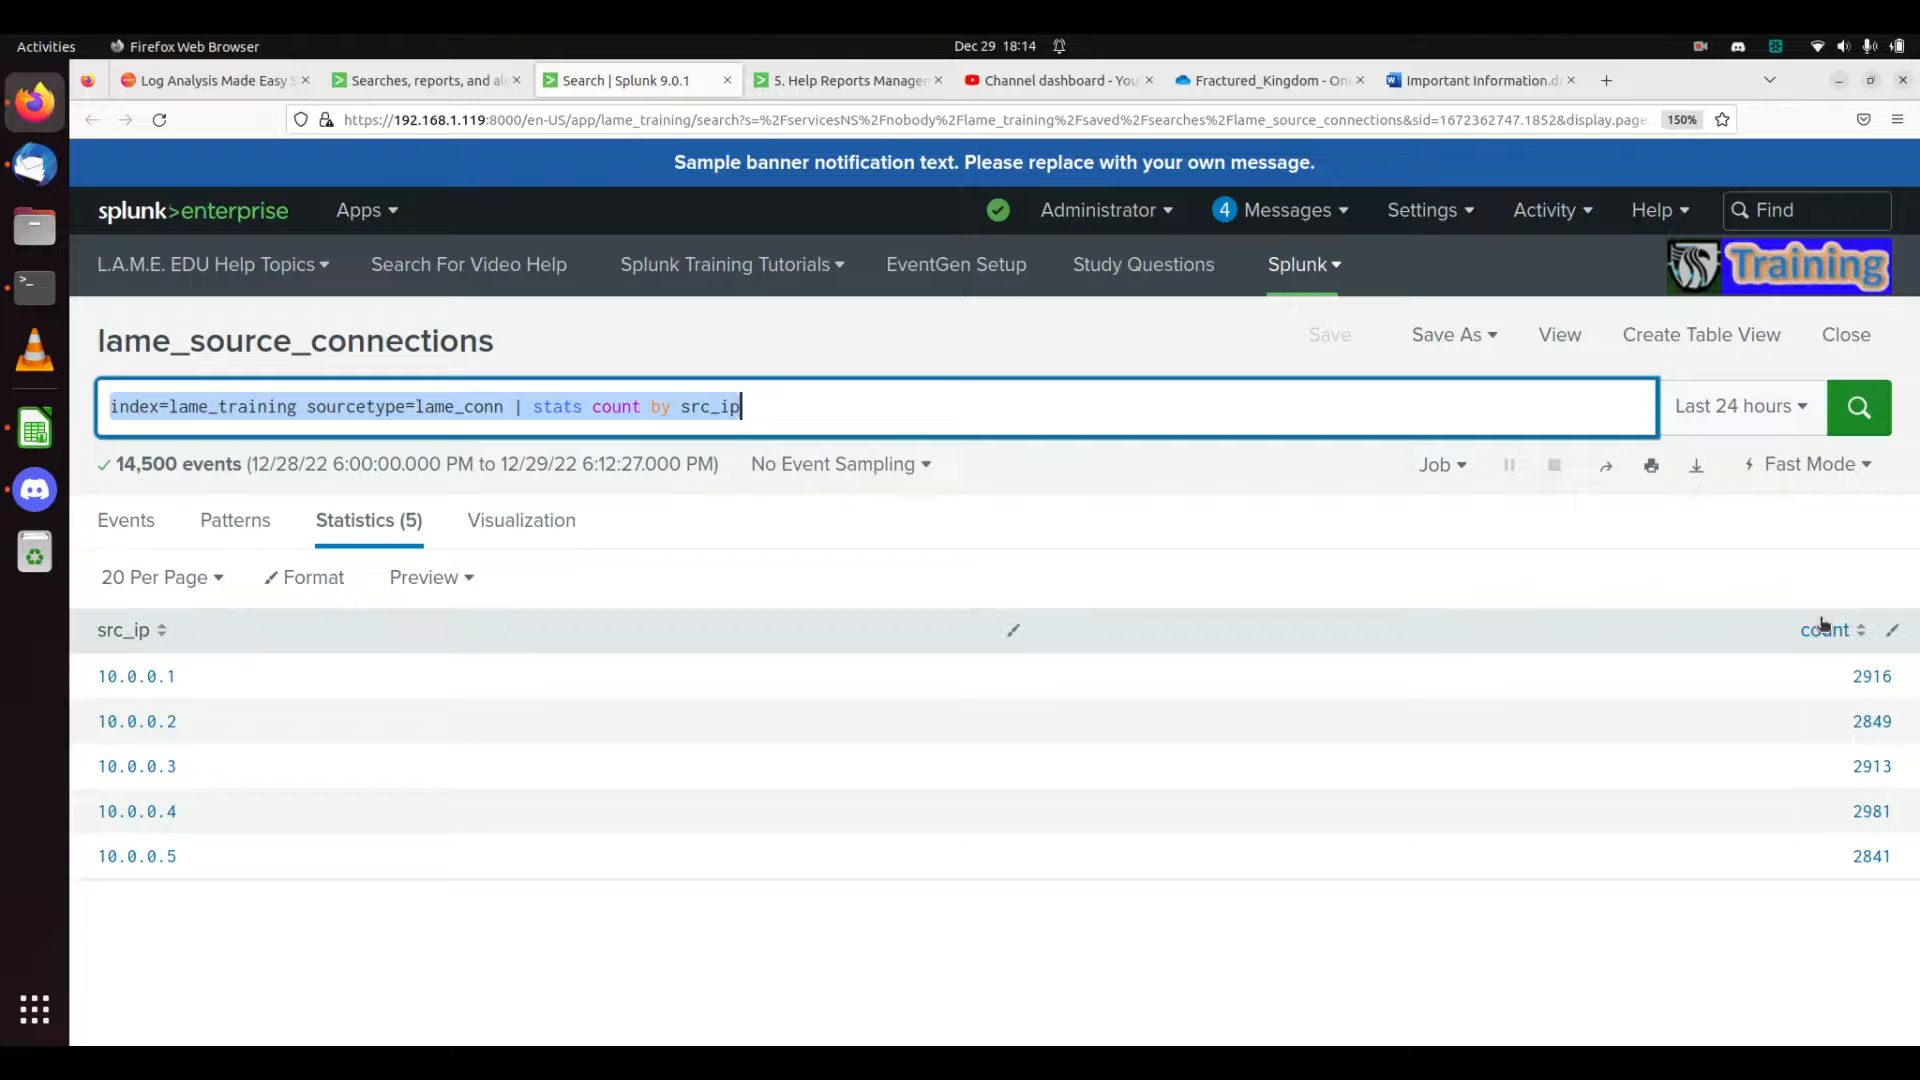 Activities Firefox Web Browser Dec 29 18:14
Log Analysis Made Easy Searches, reports, and al Search | Splunk 9.0.1 5. Help Reports Manager Channel dashboard - You Fractured_Kingdom - On Important Information.d
https://192.168.1.119:8000/en-US/app/lame_training/search?s=%2FservicesNS%2Fnobody%2Flame_training%2Fsaved%2Fsearches%2Flame_source_connections&sid=1672362747.1852&display.page. 150%
Sample banner notification text. Please replace with your own message.
splunk>enterprise Apps Administrator 4 Messages Settings Activity Help Find
L.A.M.E. EDU Help Topics Search For Video Help Splunk Training Tutorials EventGen Setup Study Questions Splunk Training
lame_source_connections Save Save As View Create Table View Close
index=lame_training sourcetype=lame_conn | stats count by src_ip Last 24 hours
14,500 events (12/28/22 6:00:00.000 PM to 12/29/22 6:12:27.000 PM) No Event Sampling Job Fast Mode
Events Patterns Statistics (5) Visualization
20 Per Page Format Preview
src_ip count
10.0.0.1 2916
10.0.0.2 2849
10.0.0.3 2913
10.0.0.4 2981
10.0.0.5 2841